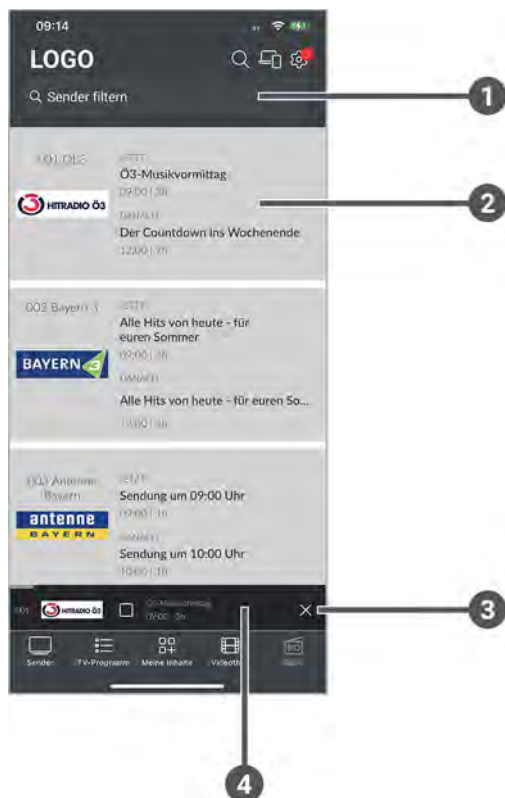 09:14
LOGO
Sender filtern
1
001 Ö3
JETZT
Ö3-Musikvormittag
09:00 | 3h
2
HITRADIO Ö3
DANACH
Der Countdown ins Wochenende
12:00 | 7h
002 Bayern 3
JETZT
Alle Hits von heute - für
euren Sommer
09:00 | 3h
BAYERN 3
DANACH
Alle Hits von heute - für euren So...
003 Antenne
Bayern
JETZT
Sendung um 09:00 Uhr
09:00 | 1h
antenne
BAYERN
DANACH
Sendung um 10:00 Uhr
10:00 | 1h
001
HITRADIO Ö3
Ö3-Musikvormittag
09:00
3h
3
Sender
TV-Programm
Meine Inhalte
4